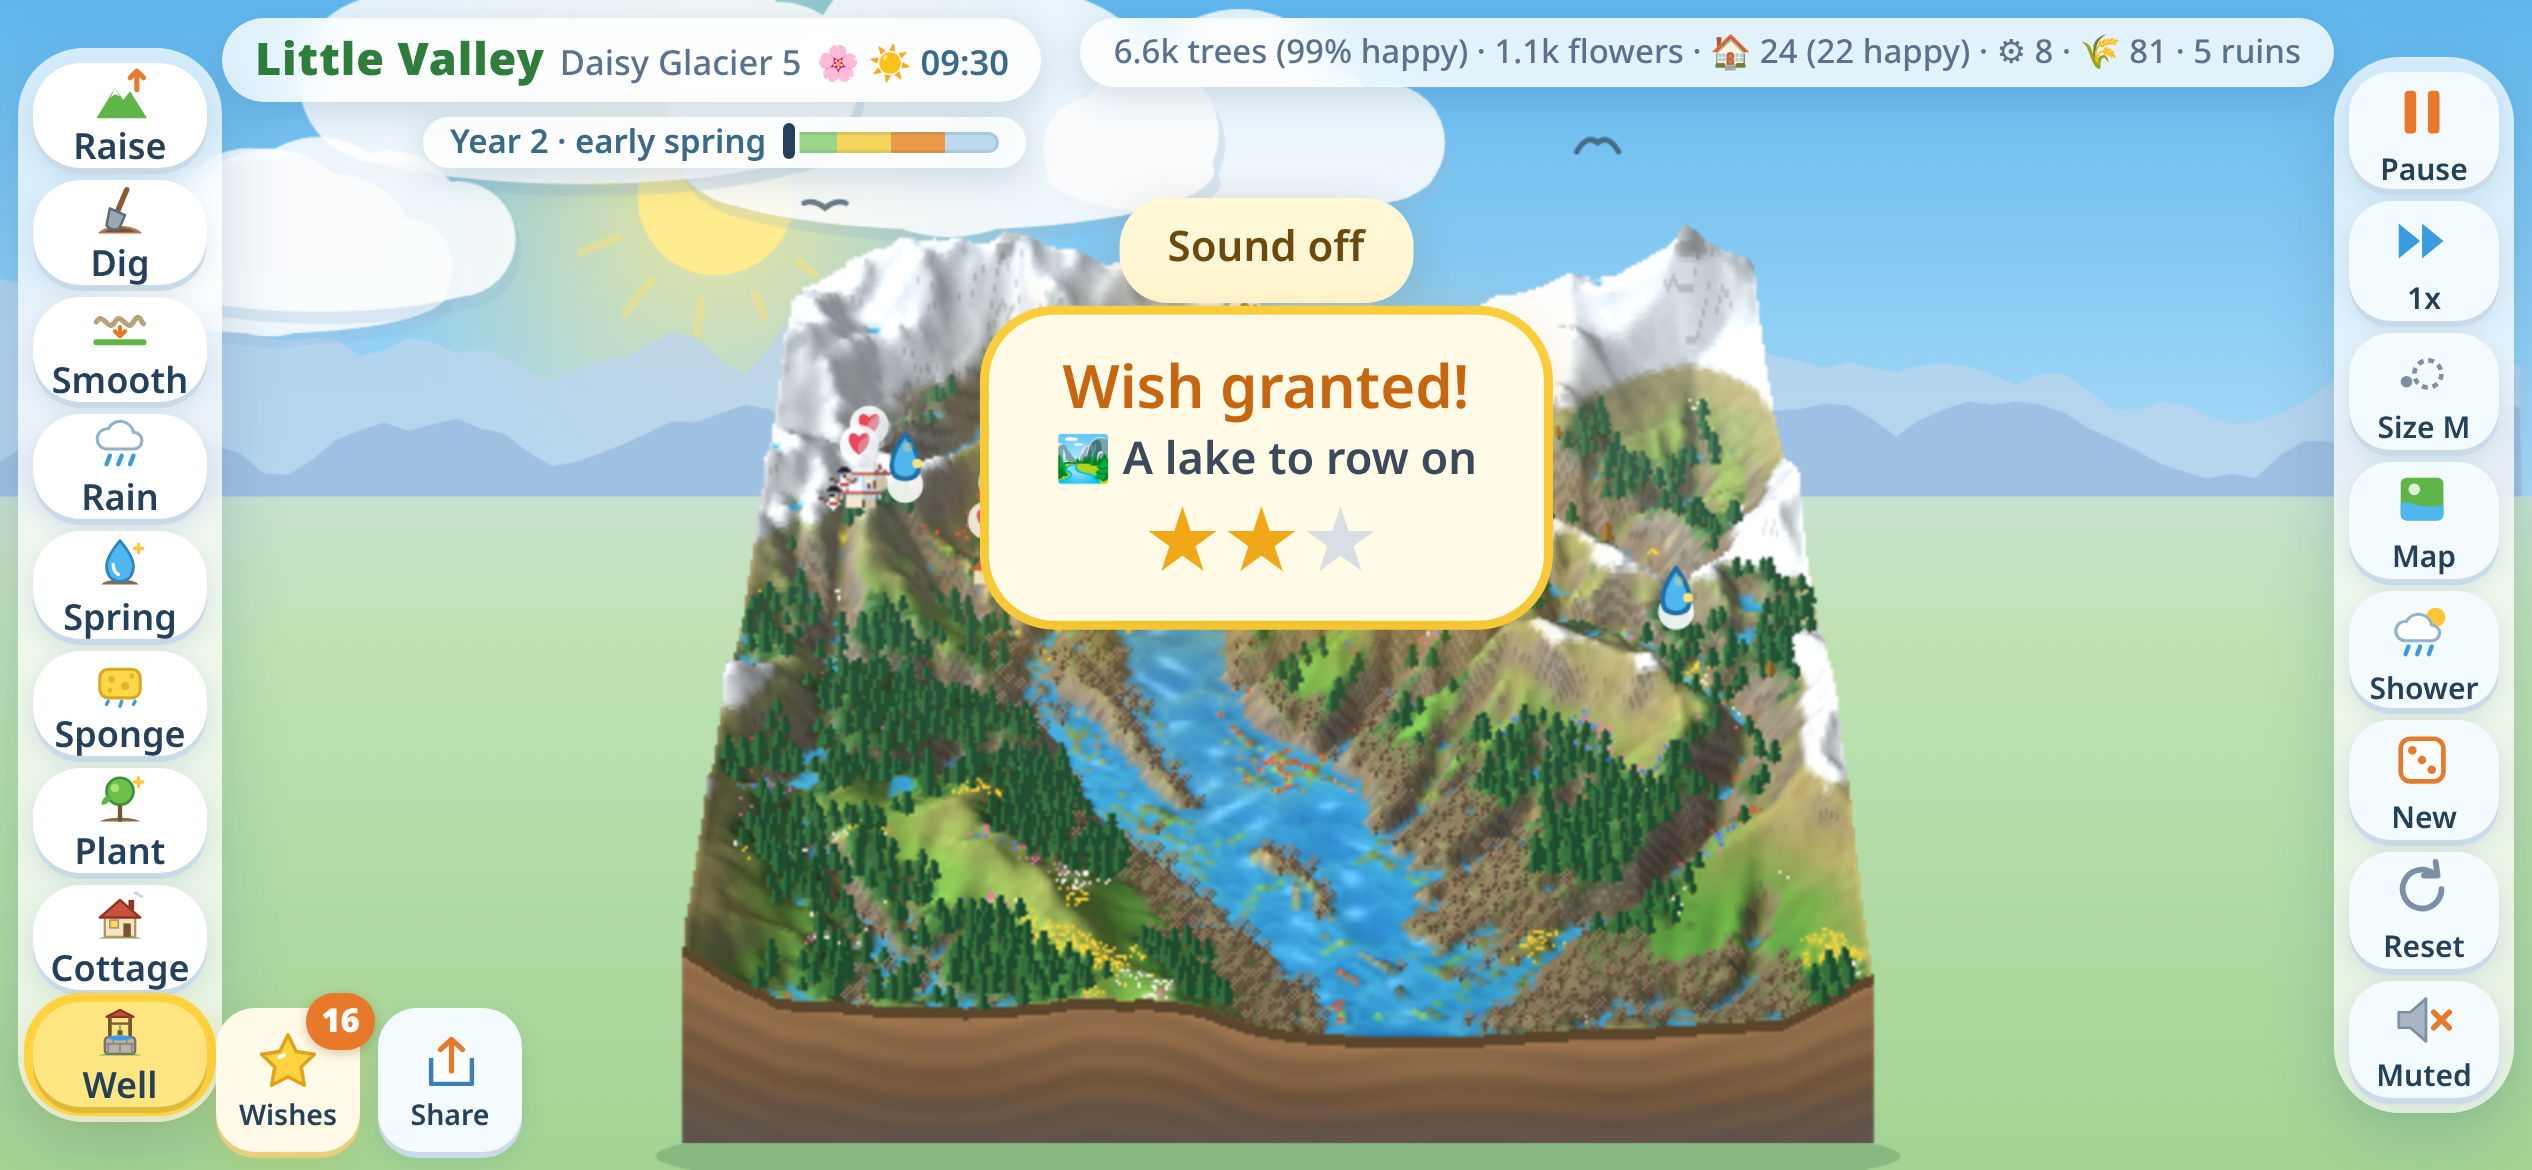 Little Valley Daisy Glacier 5 🌸 ☀️ 09:30
6.6k trees (99% happy) · 1.1k flowers · 🏠 24 (22 happy) · ⚙ 8 · 🌾 81 · 5 ruins
Year 2 · early spring
Sound off
Wish granted!
🏞️ A lake to row on
★★★
Raise
Dig
Smooth
Rain
Spring
Sponge
Plant
Cottage
Well
16
Wishes
Share
Pause
1x
Size M
Map
Shower
New
Reset
Muted